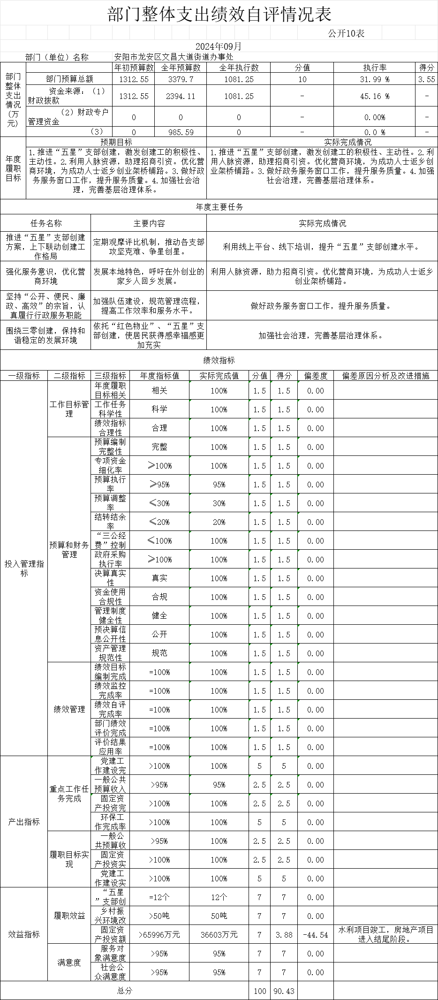 部门整体支出绩效自评情况表
公开10表
2024年09月
部门（单位）名称 安阳市龙安区文昌大道街道办事处
部门整体支出情况(万元)
年初预算数 全年预算数 全年执行数 分值 执行率 得分
部门预算总额 1312.55 3379.7 1081.25 10 31.99 % 3.55
资金来源：（1）财政拨款 1312.55 2394.11 1081.25 - 45.16 % -
（2）财政专户管理资金 0 0 0 - 0.00% -
（3） 0 985.59 0 - 0.0 % -
年度履职目标
预期目标 实际完成情况
1.推进“五星”支部创建，激发创建工的积极性、
主动性。2.利用人脉资源，助理招商引资。优化营
商环境，为成功人士返乡创业架桥铺路。3.做好政
务服务窗口工作，提升服务质量。4.加强社会治
理，完善基层治理体系。
1.推进“五星”支部创建，激发创建工的积极性、主动性。2.利
用人脉资源，助理招商引资。优化营商环境，为成功人士返乡创
业架桥铺路。3.做好政务服务窗口工作，提升服务质量。4.加强
社会治理，完善基层治理体系。
年度主要任务
任务名称 主要内容 实际完成情况
推进“五星”支部创建
方案，上下联动创建工
作格局
定期观摩评比机制，推动各支部
攻坚克难、争星创星。
利用线上平台、线下培训，提升“五星”支部创建水平。
强化服务意识，优化营
商环境
发展本地特色，呼吁在外创业的
家乡人回乡发展。
利用人脉资源，助力招商引资。优化营商环境，为成功人士返乡
创业架桥铺路。
坚持“公开、便民、廉
政、高效”的宗旨，认
真履行行政服务职能
加强队伍建设，规范管理流程，
提高工作效率和服务水平。
做好政务服务窗口工作，提升服务质量。
围绕三零创建，保持和
谐稳定的发展环境
依托“红色物业”、“五星”支
部创建，使居民获得感幸福感更
加充实
加强社会治理，完善基层治理体系。
绩效指标
一级指标 二级指标 三级指标 年度指标值 实际完成值 分值 得分 偏差度 偏差原因分析及改进措施
投入管理指标
工作目标管理
年度履职目标相关 相关 100% 1.5 1.5 0.00
工作任务科学性 科学 100% 1.5 1.5 0.00
绩效指标合理性 合理 100% 1.5 1.5 0.00
预算和财务管理
预算编制完整性 完整 100% 1.5 1.5 0.00
专项资金细化率 ≥100% 100% 1.5 1.5 0.00
预算执行率 ≥95% 95% 1.5 1.5 0.00
预算调整率 ≤30% 30% 1.5 1.5 0.00
结转结余率 ≤20% 20% 1.5 1.5 0.00
“三公经费”控制 ≤100% 100% 1.5 1.5 0.00
政府采购执行率 ≥100% 100% 1.5 1.5 0.00
决算真实性 真实 100% 1.5 1.5 0.00
资金使用合规性 合规 100% 1.5 1.5 0.00
管理制度健全性 健全 100% 1.5 1.5 0.00
预决算信息公开性 公开 100% 1.5 1.5 0.00
资产管理规范性 规范 100% 1.5 1.5 0.00
绩效管理
绩效目标编制完成 =100% 100% 1.5 1.5 0.00
绩效监控完成率 =100% 100% 1.5 1.5 0.00
绩效自评完成率 =100% 100% 1.5 1.5 0.00
部门绩效评价完成 =100% 100% 1.5 1.5 0.00
评价结果应用率 =100% 100% 1.5 1.5 0.00
产出指标
重点工作任务完成
党建工作建设完 >100% 100% 5 5 0.00
一般公共预算收入 >95% 95% 2.5 2.5 0.00
固定资产投资完 >100% 100% 2.5 2.5 0.00
环保工作完成率 >100% 100% 5 5 0.00
履职目标实现
一般公共预算收 >95% 100% 2.5 2.5 0.00
固定资产投资实 >100% 100% 2.5 2.5 0.00
党建工作建设实 >100% 100% 5 5 0.00
效益指标
履职效益
“五星”支部创 =12个 12个 7 7 0.00
乡村振兴环境改 >50吨 50吨 7 7 0.00
固定资产投资额 >65996万元 36603万元 7 3.88 -44.54 水利项目竣工，房地产项目进入结尾阶段。
满意度
服务对象满意度 >95% 95% 7 7 0.00
社会公众满意度 >95% 95% 7 7 0.00
总分 100 90.43